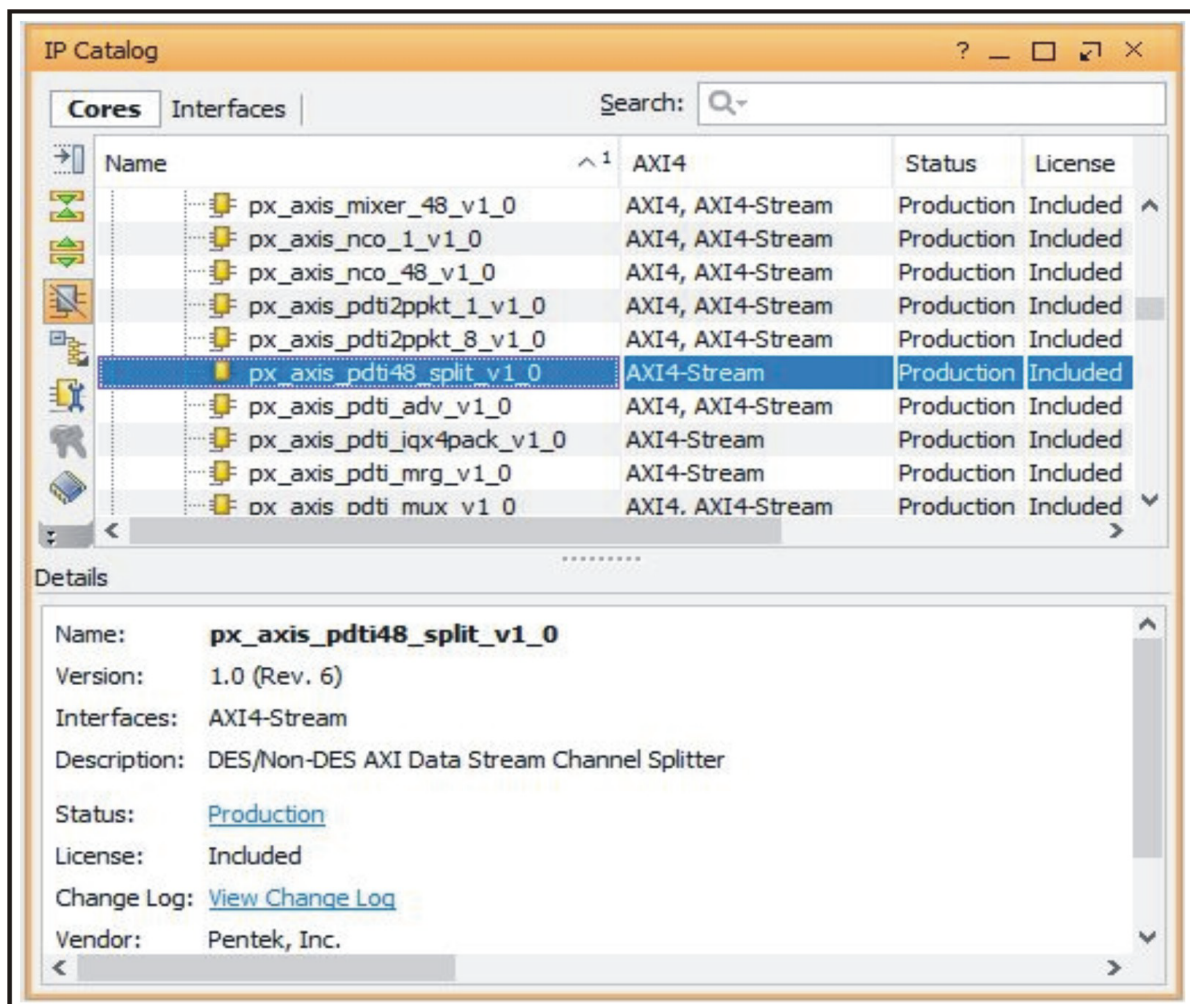 IP Catalog ?
Cores Interfaces Search:
Name 1 AXI4 Status License
px_axis_mixer_48_v1_0 AXI4, AXI4-Stream Production Included
px_axis_nco_1_v1_0 AXI4, AXI4-Stream Production Included
px_axis_nco_48_v1_0 AXI4, AXI4-Stream Production Included
px_axis_pdti2ppkt_1_v1_0 AXI4, AXI4-Stream Production Included
px_axis_pdti2ppkt_8_v1_0 AXI4, AXI4-Stream Production Included
px_axis_pdti48_split_v1_0 AXI4-Stream Production Included
px_axis_pdti_adv_v1_0 AXI4, AXI4-Stream Production Included
px_axis_pdti_iqx4pack_v1_0 AXI4-Stream Production Included
px_axis_pdti_mrg_v1_0 AXI4-Stream Production Included
px_axis_pdti_mux_v1_0 AXI4, AXI4-Stream Production Included
Details
Name: px_axis_pdti48_split_v1_0
Version: 1.0 (Rev. 6)
Interfaces: AXI4-Stream
Description: DES/Non-DES AXI Data Stream Channel Splitter
Status: Production
License: Included
Change Log: View Change Log
Vendor: Pentek, Inc.